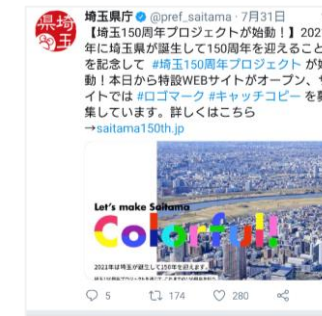 県埼玉
埼玉県庁 @pref_saitama · 7月31日
【埼玉150周年プロジェクトが始動！】202
年に埼玉県が誕生して150周年を迎えること
を記念して #埼玉150周年プロジェクト が
動！本日から特設WEBサイトがオープン、
イトでは #ロゴマーク #キャッチコピー を
集しています。詳しくはこちら
→saitama150th.jp
Let's make Saitama
Colorful!
2021年は埼玉が誕生して150年を迎えます。
5 174 280